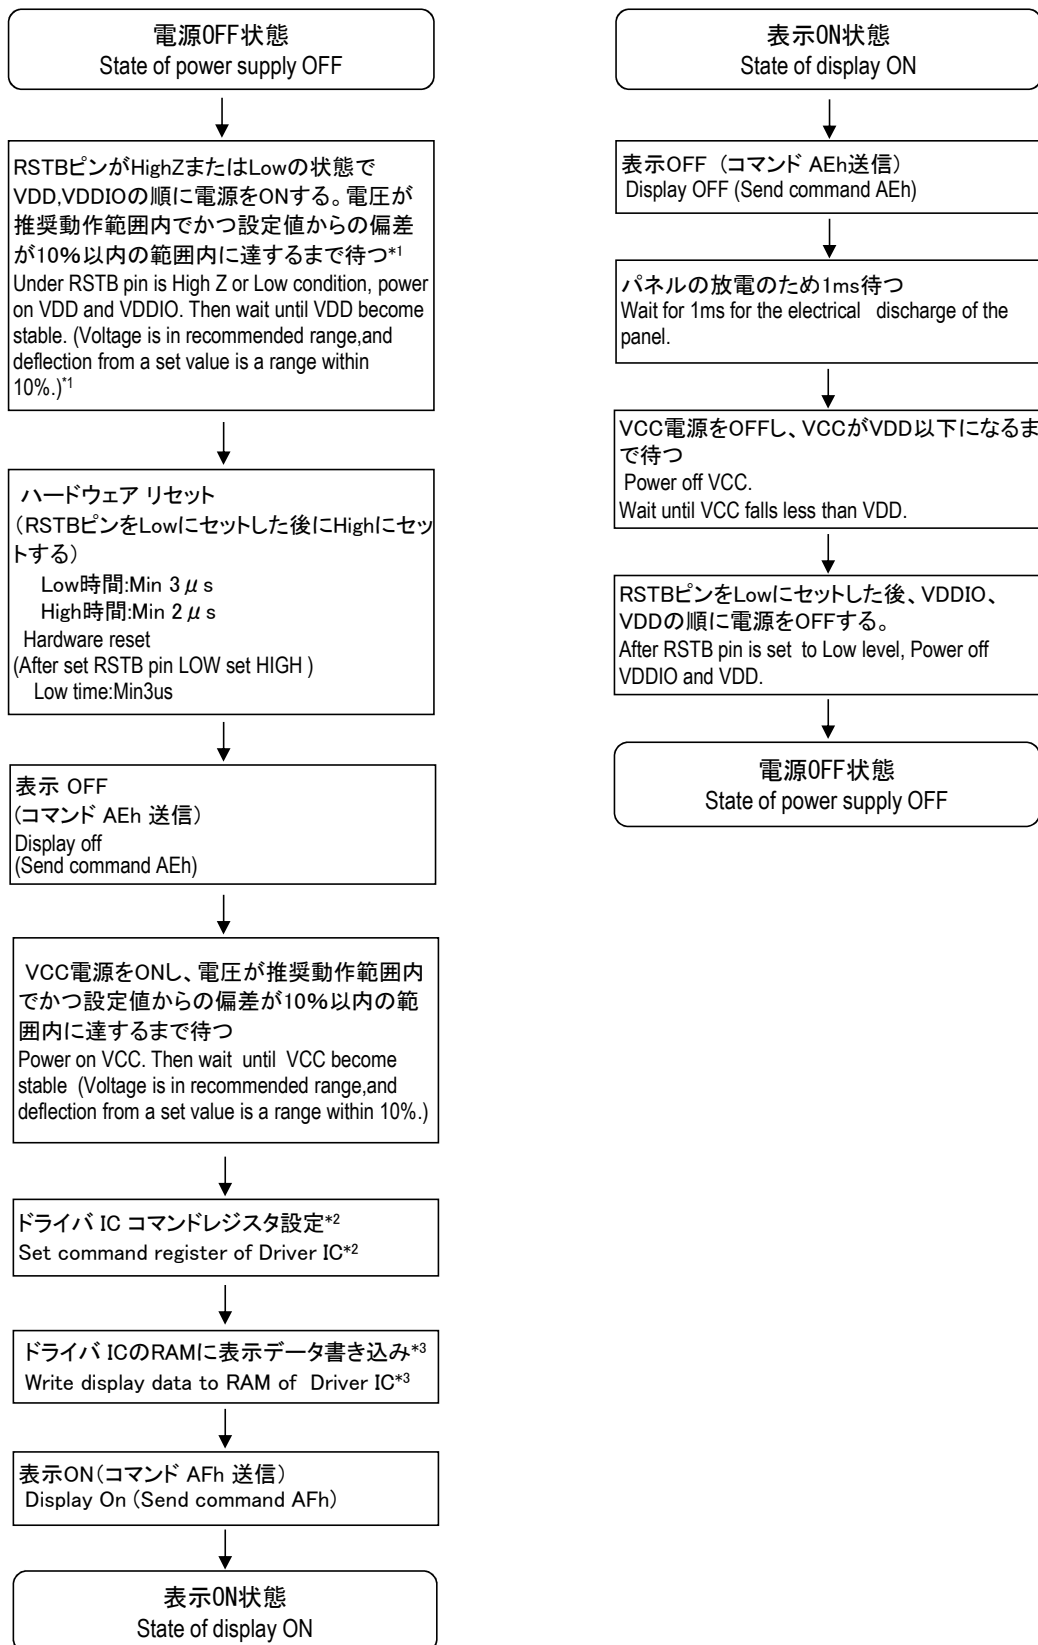 電源OFF状態
State of power supply OFF
RSTBピンがHighZまたはLowの状態で
VDD,VDDIOの順に電源をONする。電圧が
推奨動作範囲内でかつ設定値からの偏差
が10%以内の範囲内に達するまで待つ*1
Under RSTB pin is High Z or Low condition, power
on VDD and VDDIO. Then wait until VDD become
stable. (Voltage is in recommended range,and
deflection from a set value is a range within
10%.)*1
ハードウェア リセット
(RSTBピンをLowにセットした後にHighにセッ
トする)
Low時間:Min 3μs
High時間:Min 2μs
Hardware reset
(After set RSTB pin LOW set HIGH )
Low time:Min3us
表示 OFF
(コマンド AEh 送信)
Display off
(Send command AEh)
VCC電源をONし、電圧が推奨動作範囲内
でかつ設定値からの偏差が10%以内の範
囲内に達するまで待つ
Power on VCC. Then wait until VCC become
stable (Voltage is in recommended range,and
deflection from a set value is a range within 10%.)
ドライバ IC コマンドレジスタ設定*2
Set command register of Driver IC*2
ドライバ ICのRAMに表示データ書き込み*3
Write display data to RAM of Driver IC*3
表示ON(コマンド AFh 送信)
Display On (Send command AFh)
表示ON状態
State of display ON
表示ON状態
State of display ON
表示OFF (コマンド AEh送信)
Display OFF (Send command AEh)
パネルの放電のため1ms待つ
Wait for 1ms for the electrical discharge of the
panel.
VCC電源をOFFし、VCCがVDD以下になるま
で待つ
Power off VCC.
Wait until VCC falls less than VDD.
RSTBピンをLowにセットした後、VDDIO、
VDDの順に電源をOFFする。
After RSTB pin is set to Low level, Power off
VDDIO and VDD.
電源OFF状態
State of power supply OFF